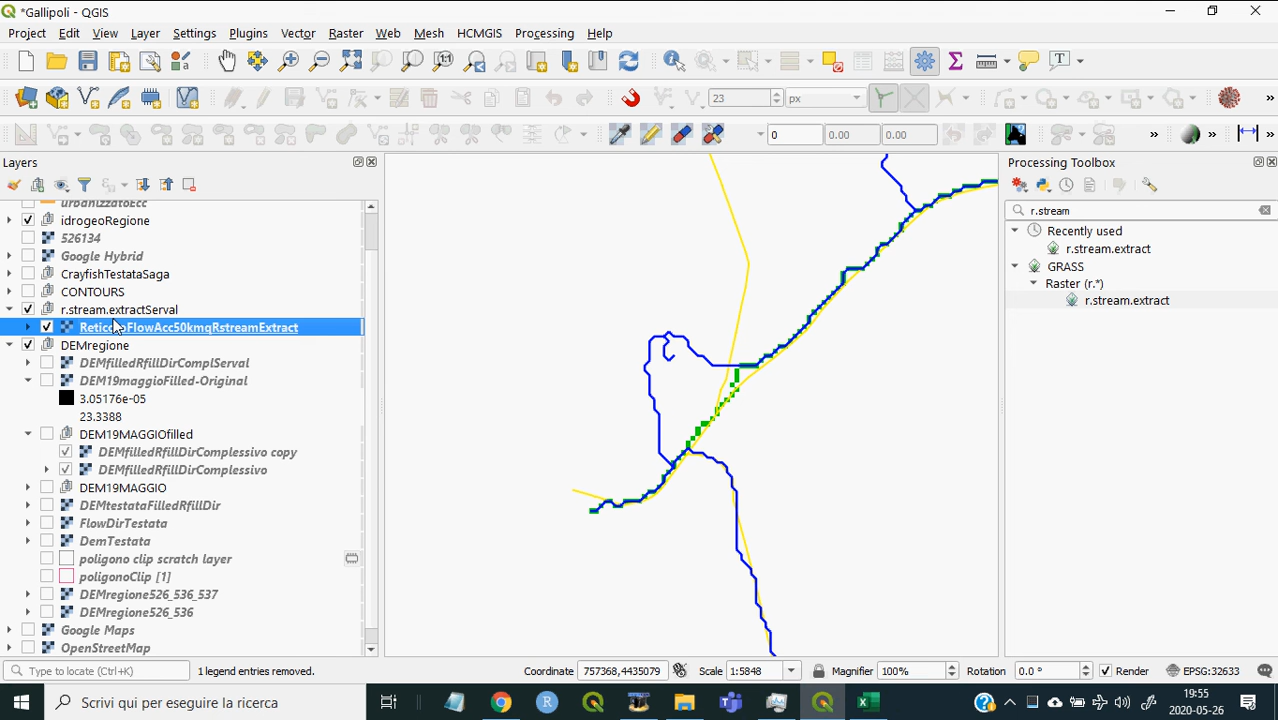 *Gallipoli - QGIS
Project Edit View Layer Settings Plugins Vector Raster Web Mesh HCMGIS Processing Help
23 px
0 0.00 0.00
Layers
urbanizzatoEcc
idrogeoRegione
526134
Google Hybrid
CrayfishTestataSaga
CONTOURS
r.stream.extractServal
FlowAcc50kmqRstreamExtract
DEMregione
DEMfilledRfillDirComplServal
DEM19maggioFilled-Original
3.05176e-05
23.3388
DEM19MAGGIOfilled
DEMfilledRfillDirComplessivo copy
DEMfilledRfillDirComplessivo
DEM19MAGGIO
DEMtestataFilledRfillDir
FlowDirTestata
DemTestata
poligono clip scratch layer
poligonoClip [1]
DEMregione526_536_537
DEMregione526_536
Google Maps
OpenStreetMap
Processing Toolbox
r.stream
Recently used
r.stream.extract
GRASS
Raster (r.*)
r.stream.extract
Type to locate (Ctrl+K) 1 legend entries removed. Coordinate 757368,4435079 Scale 1:5848 Magnifier 100% Rotation 0.0 ° Render EPSG:32633
Scrivi qui per eseguire la ricerca
19:55
2020-05-26